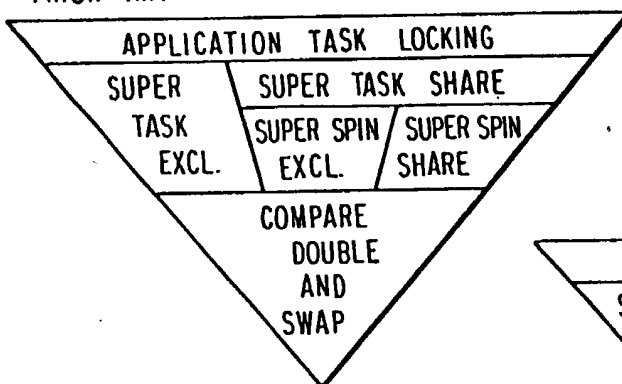 APPLICATION TASK LOCKING
SUPER TASK EXCL.
SUPER TASK SHARE
SUPER SPIN EXCL.
SUPER SPIN SHARE
COMPARE
DOUBLE
AND
SWAP